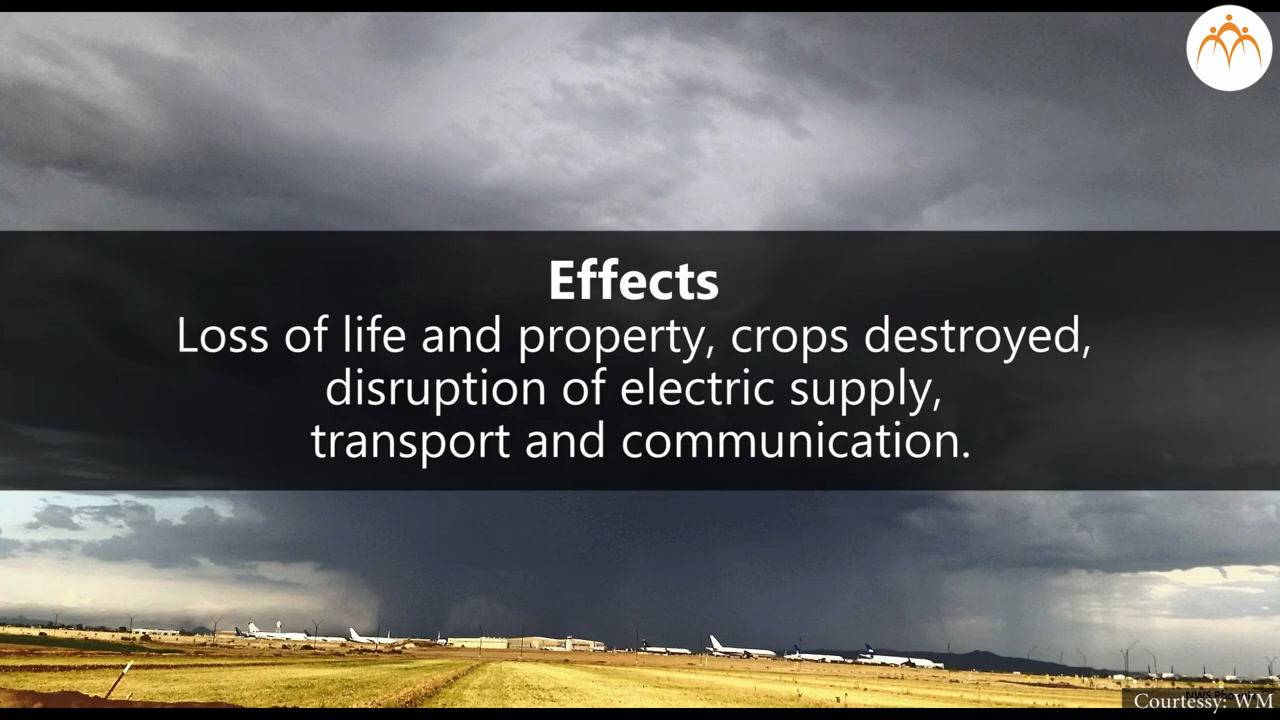 Effects
Loss of life and property, crops destroyed,
disruption of electric supply,
transport and communication.
Courtessy: WM